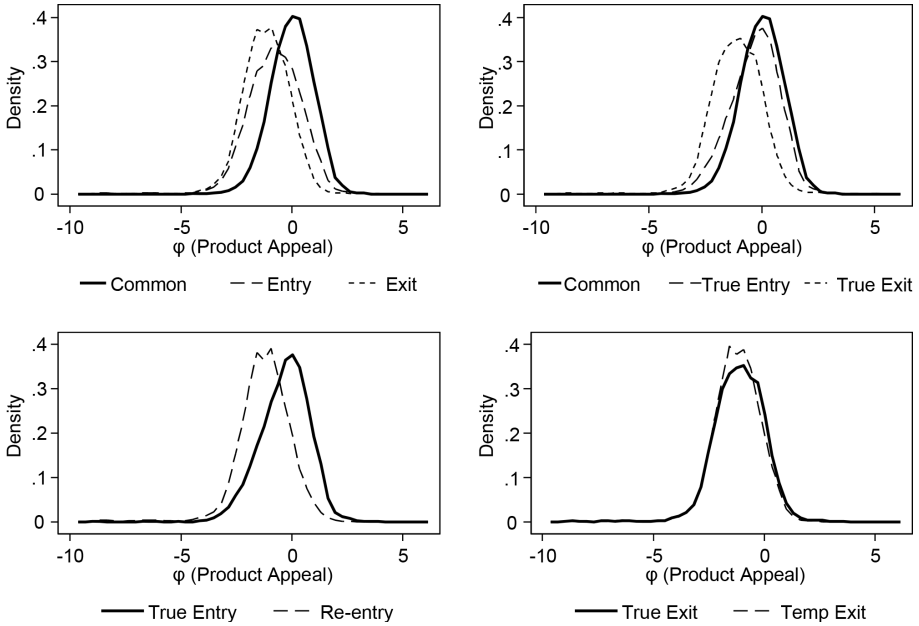 .4
.3
.2
.1
0
Density
-10 -5 0 5
φ (Product Appeal)
Common Entry Exit
.4
.3
.2
.1
0
Density
-10 -5 0 5
φ (Product Appeal)
Common True Entry True Exit
.4
.3
.2
.1
0
Density
-10 -5 0 5
φ (Product Appeal)
True Entry Re-entry
.4
.3
.2
.1
0
Density
-10 -5 0 5
φ (Product Appeal)
True Exit Temp Exit